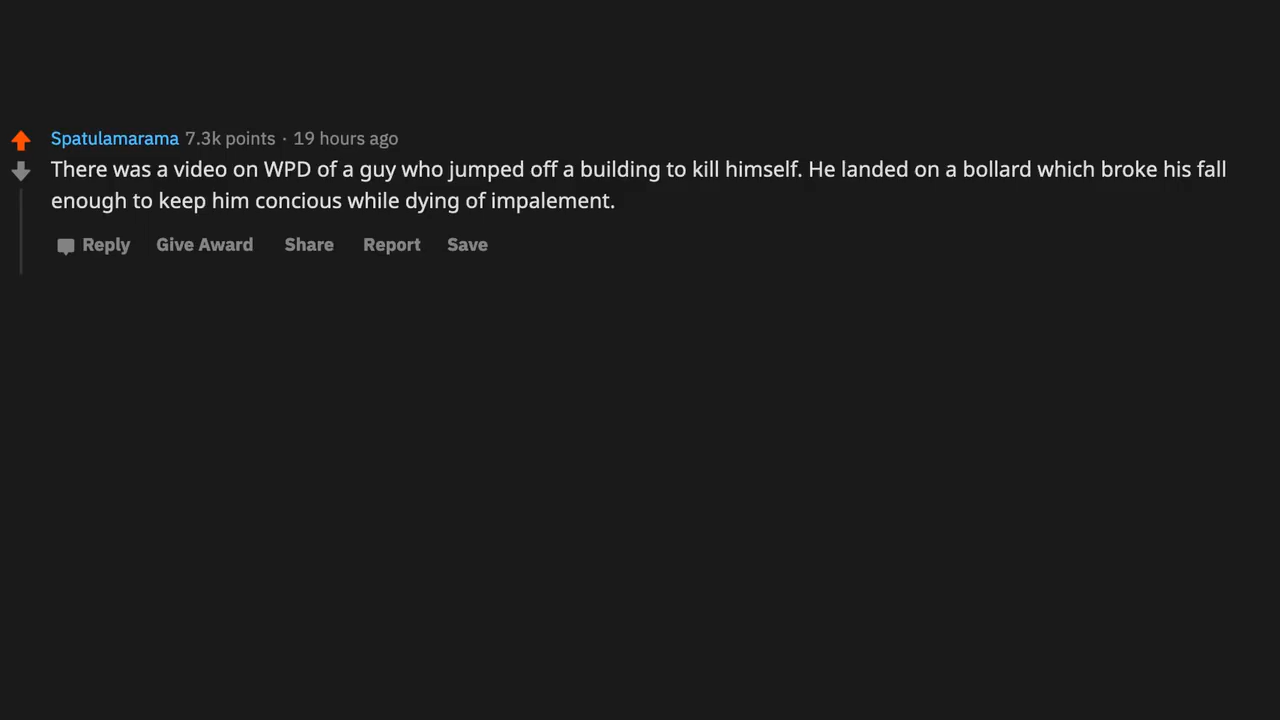 Spatulamarama 7.3k points · 19 hours ago
There was a video on WPD of a guy who jumped off a building to kill himself. He landed on a bollard which broke his fall
enough to keep him concious while dying of impalement.
Reply Give Award Share Report Save